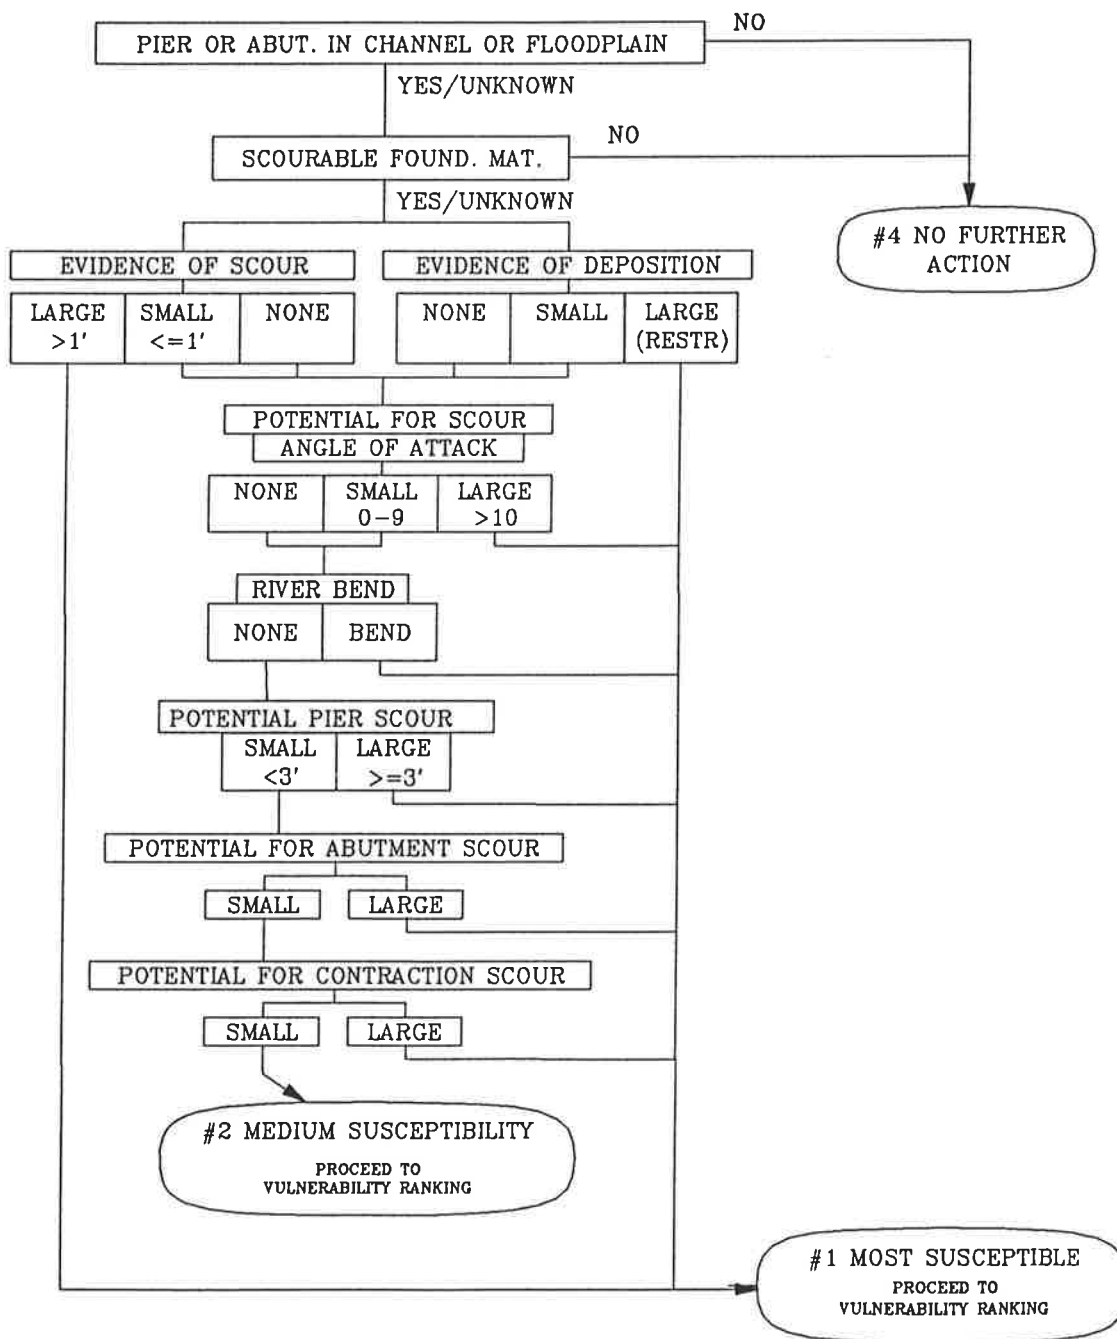 PIER OR ABUT. IN CHANNEL OR FLOODPLAIN
NO
YES/UNKNOWN
SCOURABLE FOUND. MAT.
NO
YES/UNKNOWN
#4 NO FURTHER
ACTION
EVIDENCE OF SCOUR
EVIDENCE OF DEPOSITION
LARGE
>1'
SMALL
<=1'
NONE
NONE
SMALL
LARGE
(RESTR)
POTENTIAL FOR SCOUR
ANGLE OF ATTACK
NONE
SMALL
0-9
LARGE
>10
RIVER BEND
NONE
BEND
POTENTIAL PIER SCOUR
SMALL
<3'
LARGE
>=3'
POTENTIAL FOR ABUTMENT SCOUR
SMALL
LARGE
POTENTIAL FOR CONTRACTION SCOUR
SMALL
LARGE
#2 MEDIUM SUSCEPTIBILITY
PROCEED TO
VULNERABILITY RANKING
#1 MOST SUSCEPTIBLE
PROCEED TO
VULNERABILITY RANKING